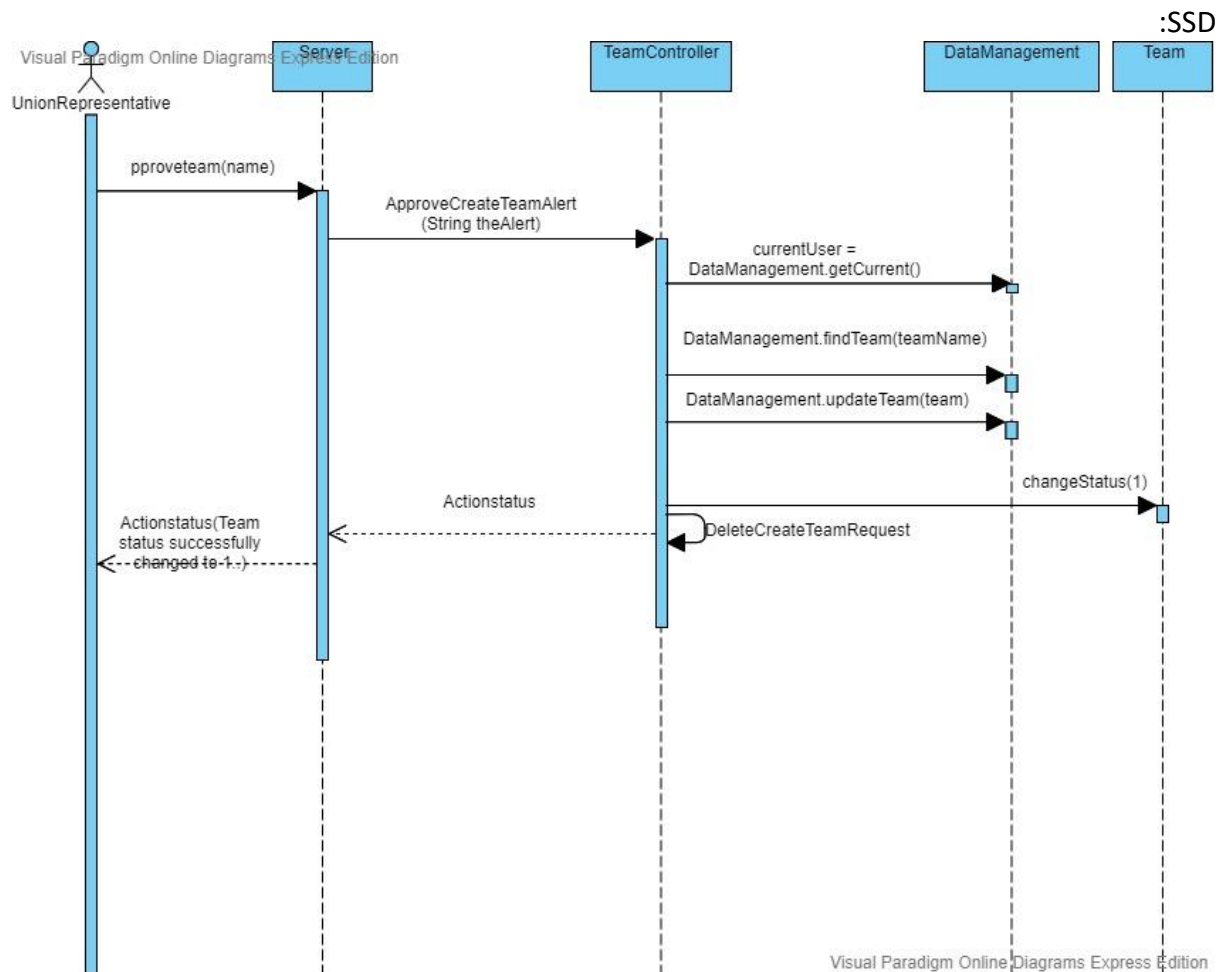 :SSD
Visual Paradigm Online Diagrams Express Edition
Server
TeamController
DataManagement
Team
UnionRepresentative
pproveteam(name)
ApproveCreateTeamAlert
(String theAlert)
currentUser =
DataManagement.getCurrent()
DataManagement.findTeam(teamName)
DataManagement.updateTeam(team)
changeStatus(1)
Actionstatus
DeleteCreateTeamRequest
Actionstatus(Team
status successfully
changed to 1..)
Visual Paradigm Online Diagrams Express Edition